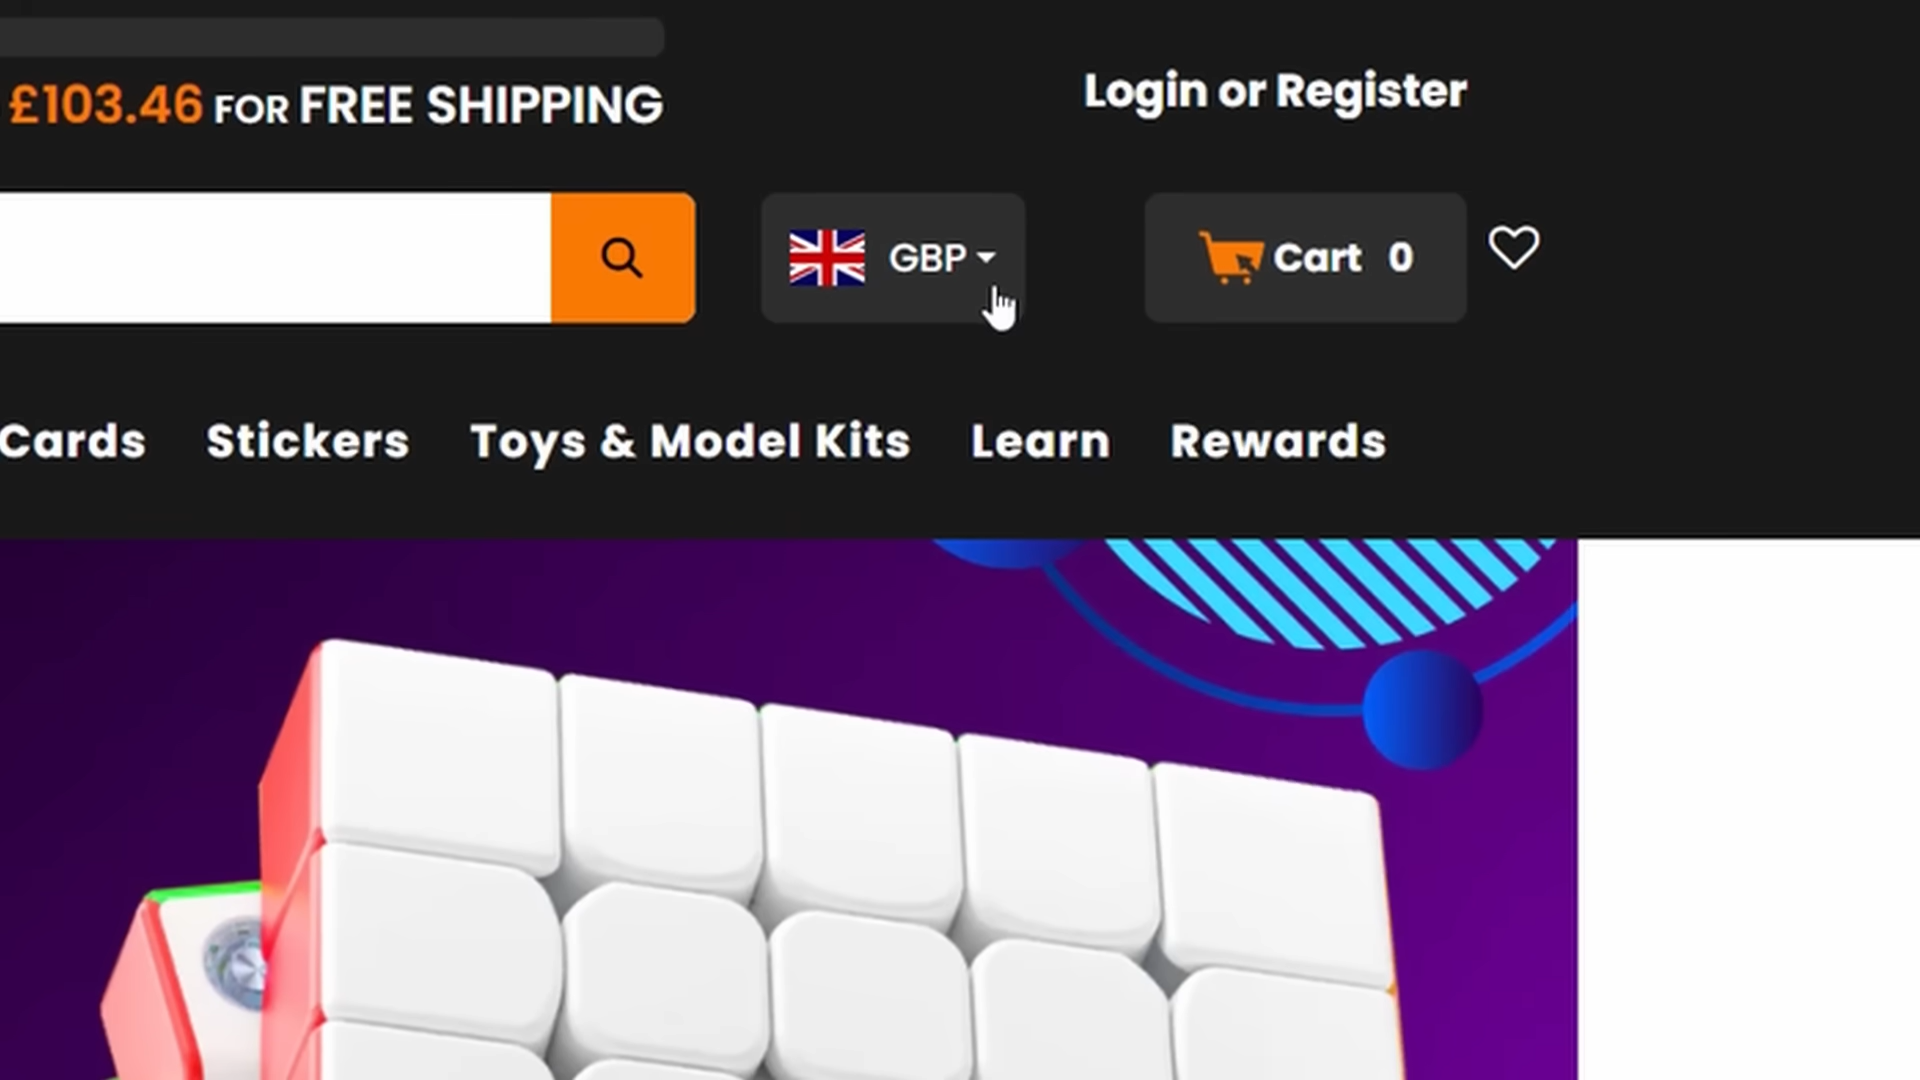 £103.46 FOR FREE SHIPPING
Login or Register
GBP
Cart 0
Cards Stickers Toys & Model Kits Learn Rewards